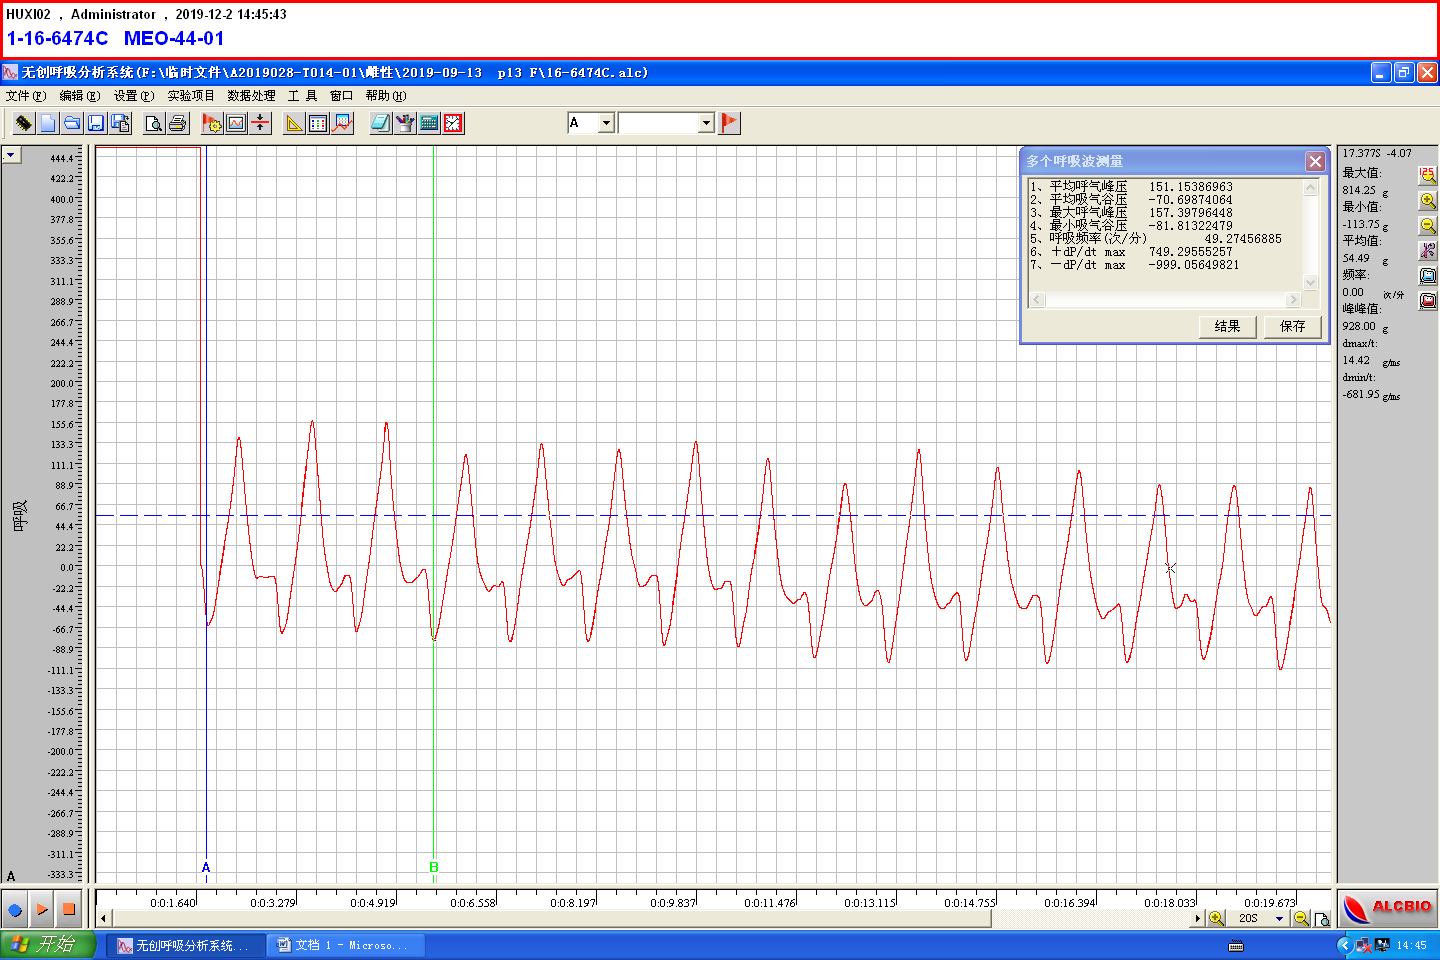 HUXI02 , Administrator , 2019-12-2 14:45:43
1-16-6474C MEO-44-01
无创呼吸分析系统(F:\临时文件\A2019028-T014-01\雌性\2019-09-13 p13 F\16-6474C.alc)
文件(F) 编辑(E) 设置(P) 实验项目 数据处理 工 具 窗口 帮助(H)
A
444.4
422.2
400.0
377.8
355.6
333.3
311.1
288.9
266.7
244.4
222.2
200.0
177.8
155.6
133.3
111.1
88.9
66.7
44.4
22.2
0.0
-22.2
-44.4
-66.7
-88.9
-111.1
-133.3
-155.6
-177.8
-200.0
-222.2
-244.4
-266.7
-288.9
-311.1
-333.3
呼吸
A
A
B
多个呼吸波测量
1、平均呼气峰压 151.15386963
2、平均吸气谷压 -70.69874064
3、最大呼气峰压 157.39796448
4、最小吸气谷压 -81.81322479
5、呼吸频率(次/分) 49.27456885
6、＋dP/dt max 749.29555257
7、－dP/dt max -999.05649821
结果 保存
17.377S -4.07
最大值:
814.25 g
最小值:
-113.75 g
平均值:
54.49 g
频率:
0.00 次/分
峰峰值:
928.00 g
dmax/t:
14.42 g/ms
dmin/t:
-681.95 g/ms
125
0:0:1.640 0:0:3.279 0:0:4.919 0:0:6.558 0:0:8.197 0:0:9.837 0:0:11.476 0:0:13.115 0:0:14.755 0:0:16.394 0:0:18.033 0:0:19.673
20S
ALCBIO
开始 无创呼吸分析系统... 文档 1 - Microso... 14:45